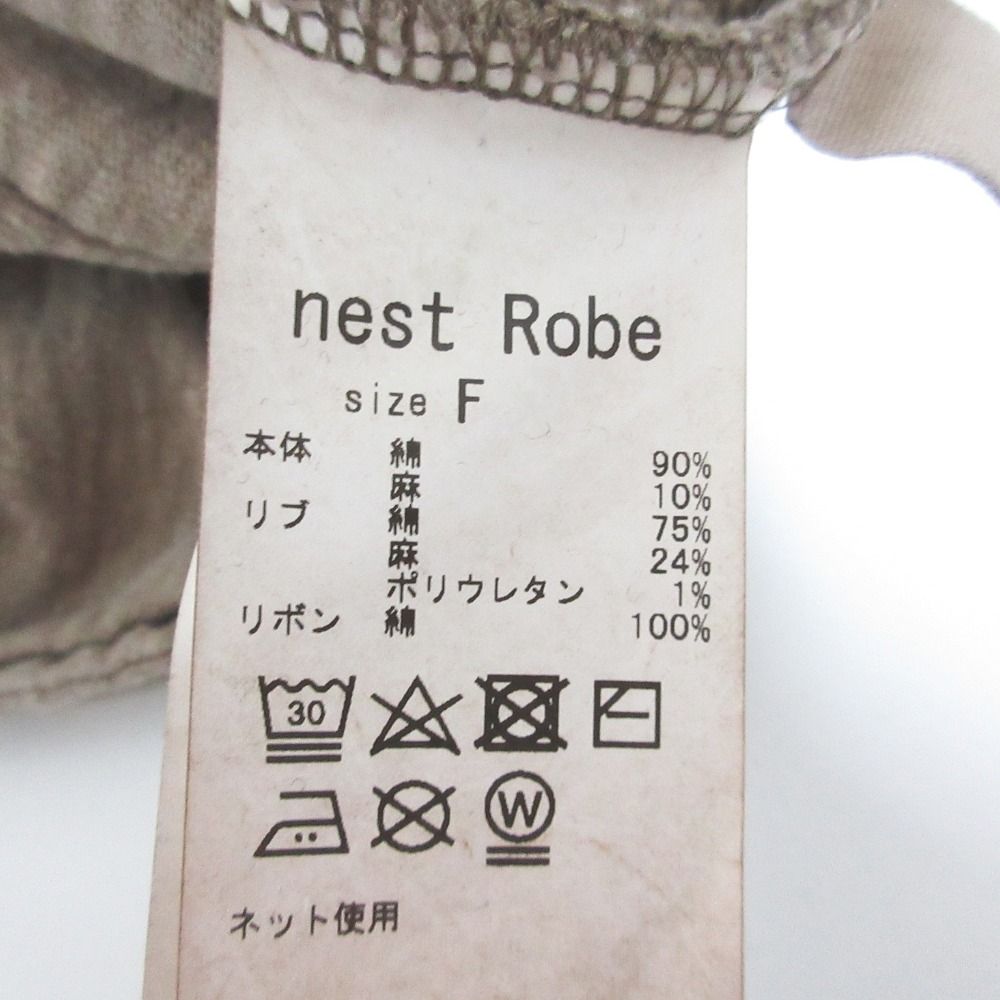 nest Robe
size F
本体 綿 90%
麻 10%
リブ 綿 75%
麻 24%
ポリウレタン 1%
リボン 綿 100%
30
W
ネット使用